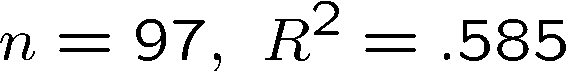 n = 97, R² = .585